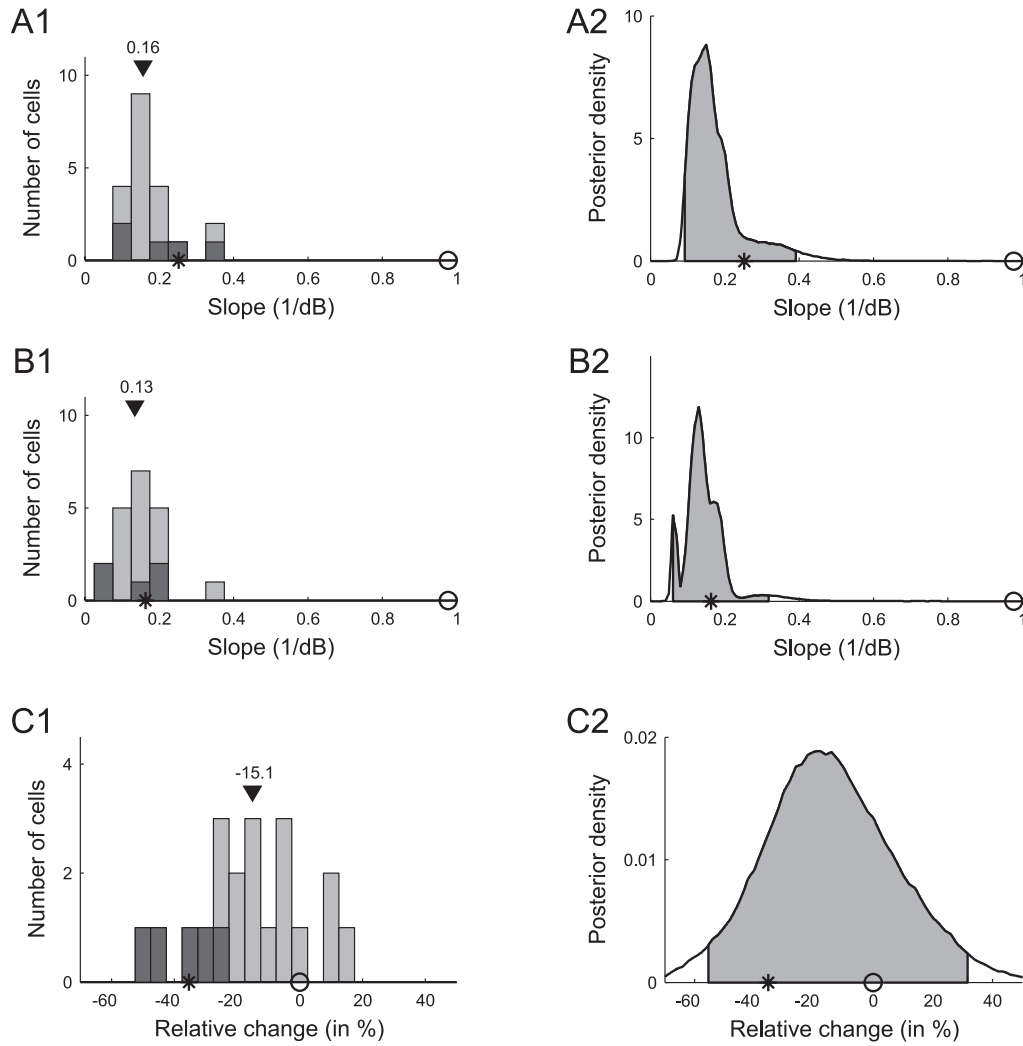 A1
0.16
10
5
0
Number of cells
0 0.2 0.4 0.6 0.8 1
Slope (1/dB)
A2
10
5
0
Posterior density
0 0.2 0.4 0.6 0.8 1
Slope (1/dB)
B1
0.13
10
5
0
Number of cells
0 0.2 0.4 0.6 0.8 1
Slope (1/dB)
B2
10
5
0
Posterior density
0 0.2 0.4 0.6 0.8 1
Slope (1/dB)
C1
-15.1
4
2
0
Number of cells
-60 -40 -20 0 20 40
Relative change (in %)
C2
0.02
0.01
0
Posterior density
-60 -40 -20 0 20 40
Relative change (in %)